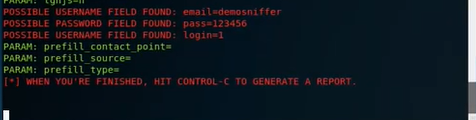 PARAM: lgnjs=n
POSSIBLE USERNAME FIELD FOUND: email=demosniffer
POSSIBLE PASSWORD FIELD FOUND: pass=123456
POSSIBLE USERNAME FIELD FOUND: login=1
PARAM: prefill_contact_point=
PARAM: prefill_source=
PARAM: prefill_type=
[*] WHEN YOU'RE FINISHED, HIT CONTROL-C TO GENERATE A REPORT.